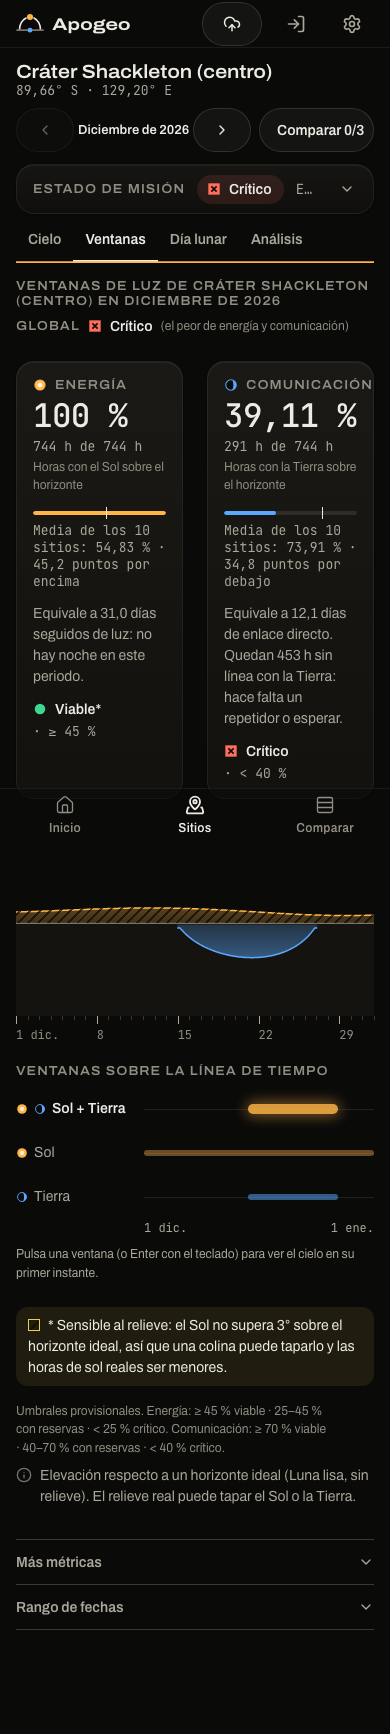 Apogeo
Cráter Shackleton (centro)
89,66° S · 129,20° E
Diciembre de 2026
Comparar 0/3
ESTADO DE MISIÓN
Crítico
E…
Cielo
Ventanas
Día lunar
Análisis
VENTANAS DE LUZ DE CRÁTER SHACKLETON
(CENTRO) EN DICIEMBRE DE 2026
GLOBAL Crítico (el peor de energía y comunicación)
ENERGÍA
100 %
744 h de 744 h
Horas con el Sol sobre el
horizonte
Media de los 10
sitios: 54,83 % ·
45,2 puntos por
encima
Equivale a 31,0 días
seguidos de luz: no
hay noche en este
periodo.
Viable*
· ≥ 45 %
COMUNICACIÓN
39,11 %
291 h de 744 h
Horas con la Tierra sobre
el horizonte
Media de los 10
sitios: 73,91 % ·
34,8 puntos por
debajo
Equivale a 12,1 días
de enlace directo.
Quedan 453 h sin
línea con la Tierra:
hace falta un
repetidor o esperar.
Crítico
· < 40 %
Inicio
Sitios
Comparar
1 dic.
8
15
22
29
VENTANAS SOBRE LA LÍNEA DE TIEMPO
Sol + Tierra
Sol
Tierra
1 dic.
1 ene.
Pulsa una ventana (o Enter con el teclado) para ver el cielo en su
primer instante.
* Sensible al relieve: el Sol no supera 3° sobre el
horizonte ideal, así que una colina puede taparlo y las
horas de sol reales ser menores.
Umbrales provisionales. Energía: ≥ 45 % viable · 25–45 %
con reservas · < 25 % crítico. Comunicación: ≥ 70 % viable
· 40–70 % con reservas · < 40 % crítico.
Elevación respecto a un horizonte ideal (Luna lisa, sin
relieve). El relieve real puede tapar el Sol o la Tierra.
Más métricas
Rango de fechas